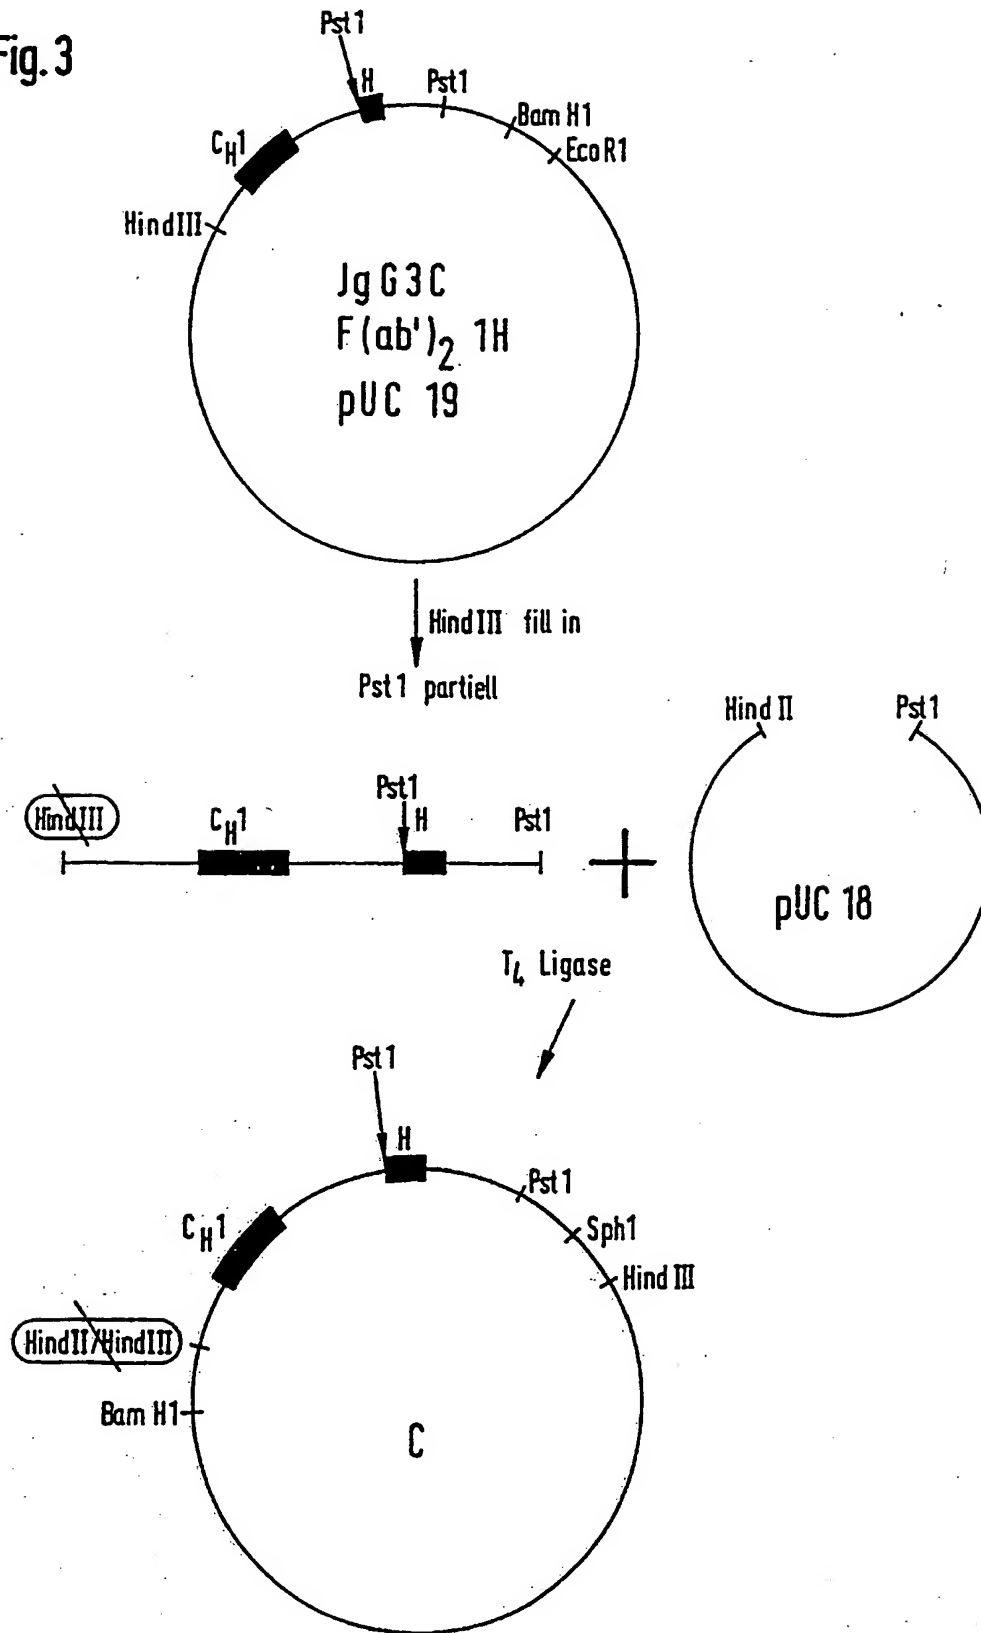 Fig. 3
Pst1
H
Pst1
Bam H1
EcoR1
CH1
HindIII
JgG3C
F(ab')2 1H
pUC 19
HindIII fill in
Pst1 partiell
Hind II
Pst1
HindIII
CH1
Pst1
H
Pst1
+
pUC 18
T4 Ligase
Pst1
H
Pst1
Sph1
Hind III
CH1
HindII/HindIII
Bam H1
C